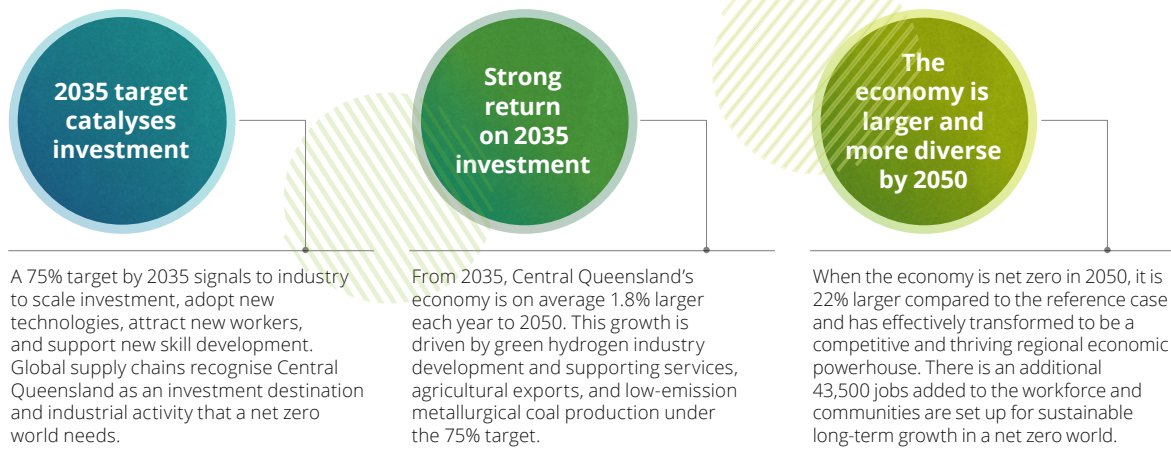 2035 target
catalyses
investment
A 75% target by 2035 signals to industry
to scale investment, adopt new
technologies, attract new workers,
and support new skill development.
Global supply chains recognise Central
Queensland as an investment destination
and industrial activity that a net zero
world needs.
Strong
return
on 2035
investment
From 2035, Central Queensland’s
economy is on average 1.8% larger
each year to 2050. This growth is
driven by green hydrogen industry
development and supporting services,
agricultural exports, and low-emission
metallurgical coal production under
the 75% target.
The
economy is
larger and
more diverse
by 2050
When the economy is net zero in 2050, it is
22% larger compared to the reference case
and has effectively transformed to be a
competitive and thriving regional economic
powerhouse. There is an additional
43,500 jobs added to the workforce and
communities are set up for sustainable
long-term growth in a net zero world.